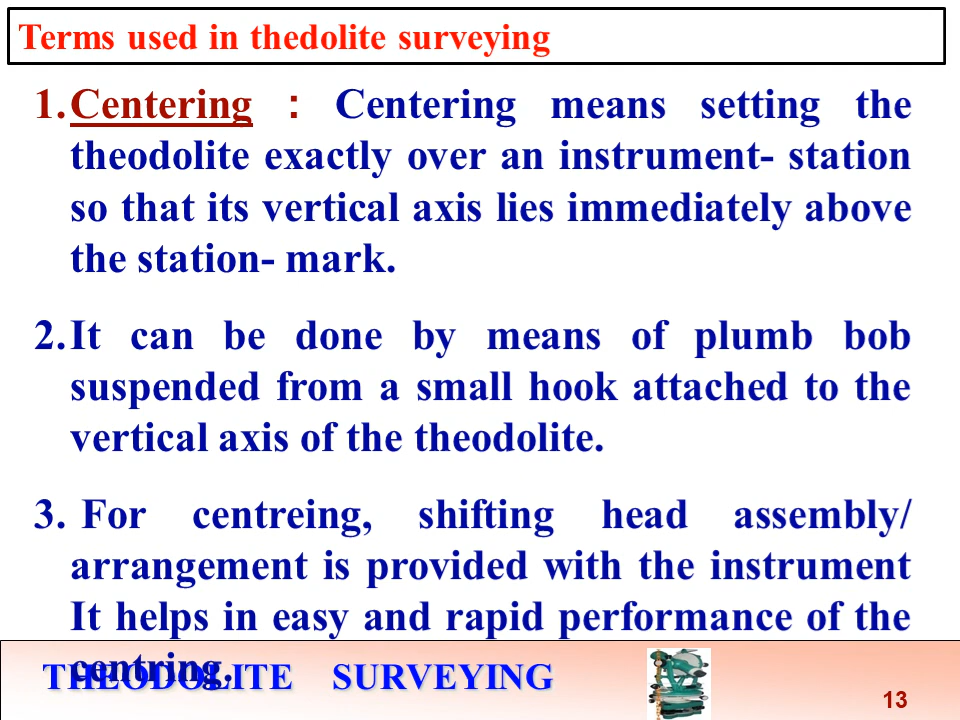 Terms used in thedolite surveying
1. Centering : Centering means setting the
theodolite exactly over an instrument- station
so that its vertical axis lies immediately above
the station- mark.
2. It can be done by means of plumb bob
suspended from a small hook attached to the
vertical axis of the theodolite.
3. For centreing, shifting head assembly/
arrangement is provided with the instrument
It helps in easy and rapid performance of the
centring.
THEODOLITE SURVEYING
13